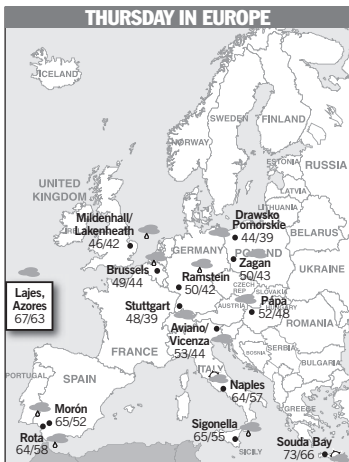 THURSDAY IN EUROPE
ICELAND
SWEDEN
FINLAND
NORWAY
ESTONIA
RUSSIA
LATVIA
LITHUANIA
UNITED
KINGDOM
Mildenhall/
Lakenheath
46/42
Drawsko
Pomorskie
44/39
BELARUS
GERMANY
POLAND
Zagan
50/43
Brussels
49/44
Ramstein
50/42
UKRAINE
CZECH
REP
SLOVAKIA
Lajes,
Azores
67/63
Stuttgart
48/39
AUSTRIA
Pápa
52/48
HUNGARY
ROMANIA
Aviano/
Vicenza
53/44
FRANCE
BOSNIA
SERBIA
BULGARIA
ITALY
PORTUGAL
SPAIN
Naples
64/57
Morón
65/52
GREECE
Rota
64/58
Sigonella
65/55
SICILY
Souda Bay
73/66